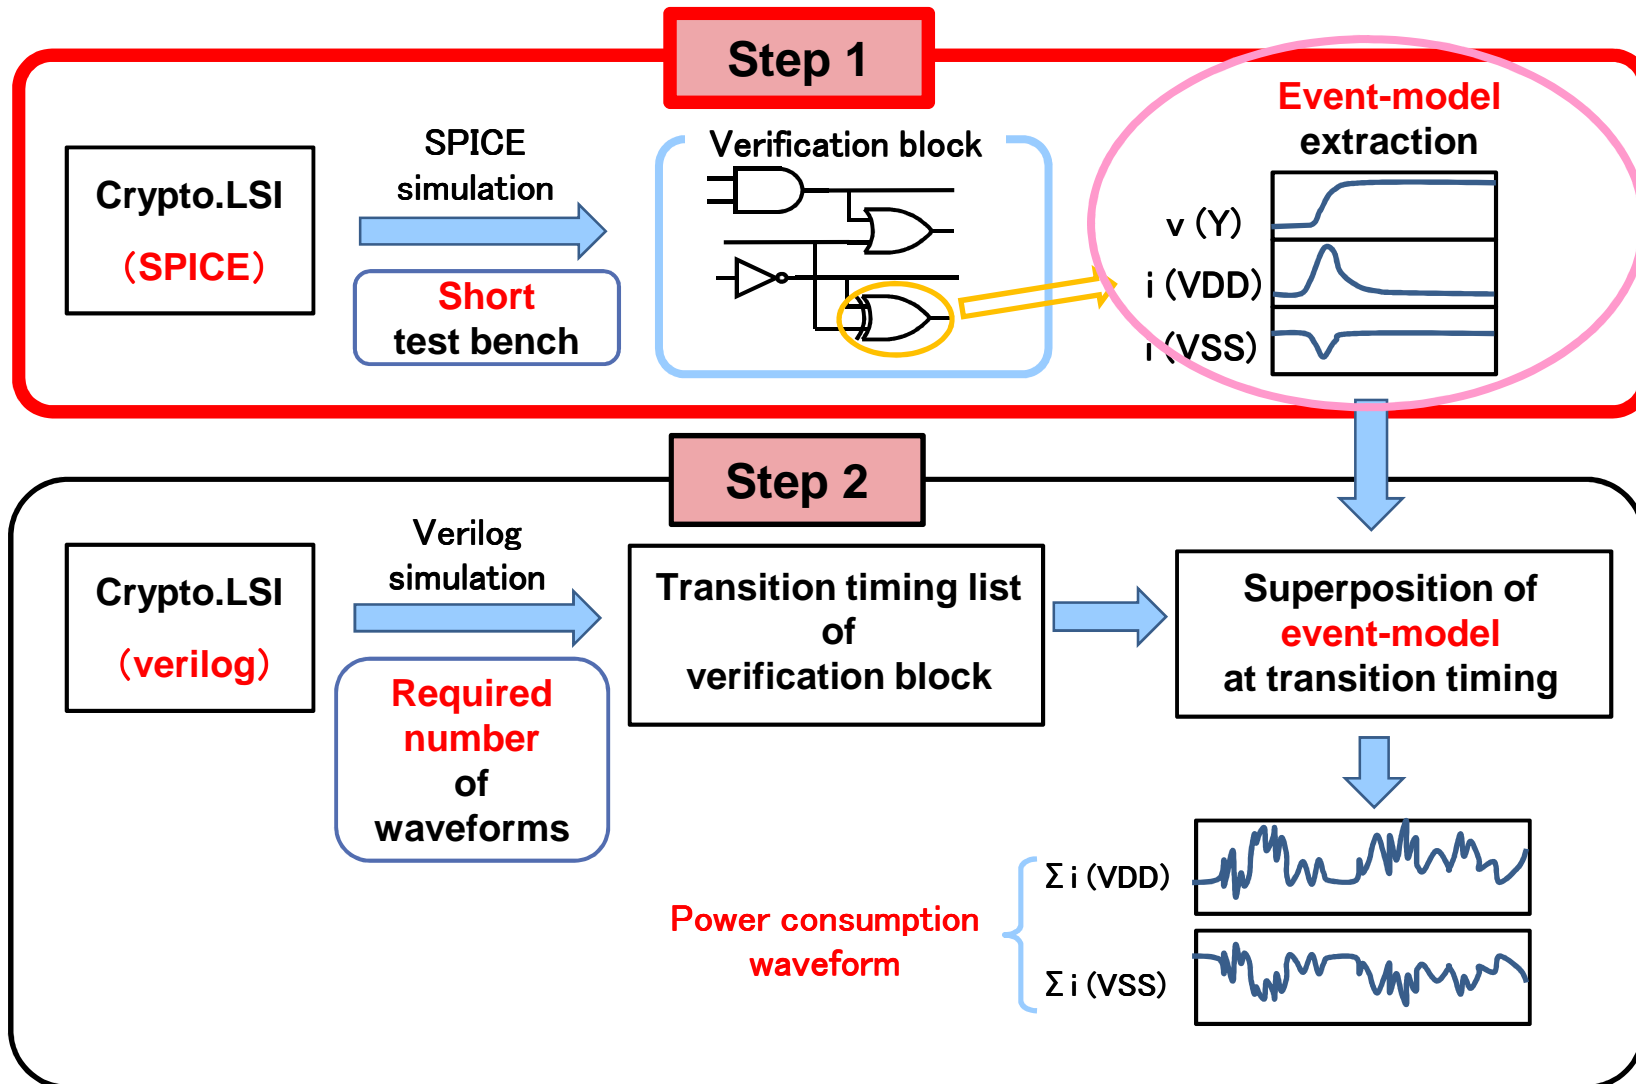 Step 1
Crypto.LSI
（SPICE）
SPICE
simulation
Short
test bench
Verification block
Event-model
extraction
v (Y)
i (VDD)
i (VSS)
Step 2
Crypto.LSI
（verilog）
Verilog
simulation
Required
number
of
waveforms
Transition timing list
of
verification block
Superposition of
event-model
at transition timing
Power consumption
waveform
Σ i (VDD)
Σ i (VSS)